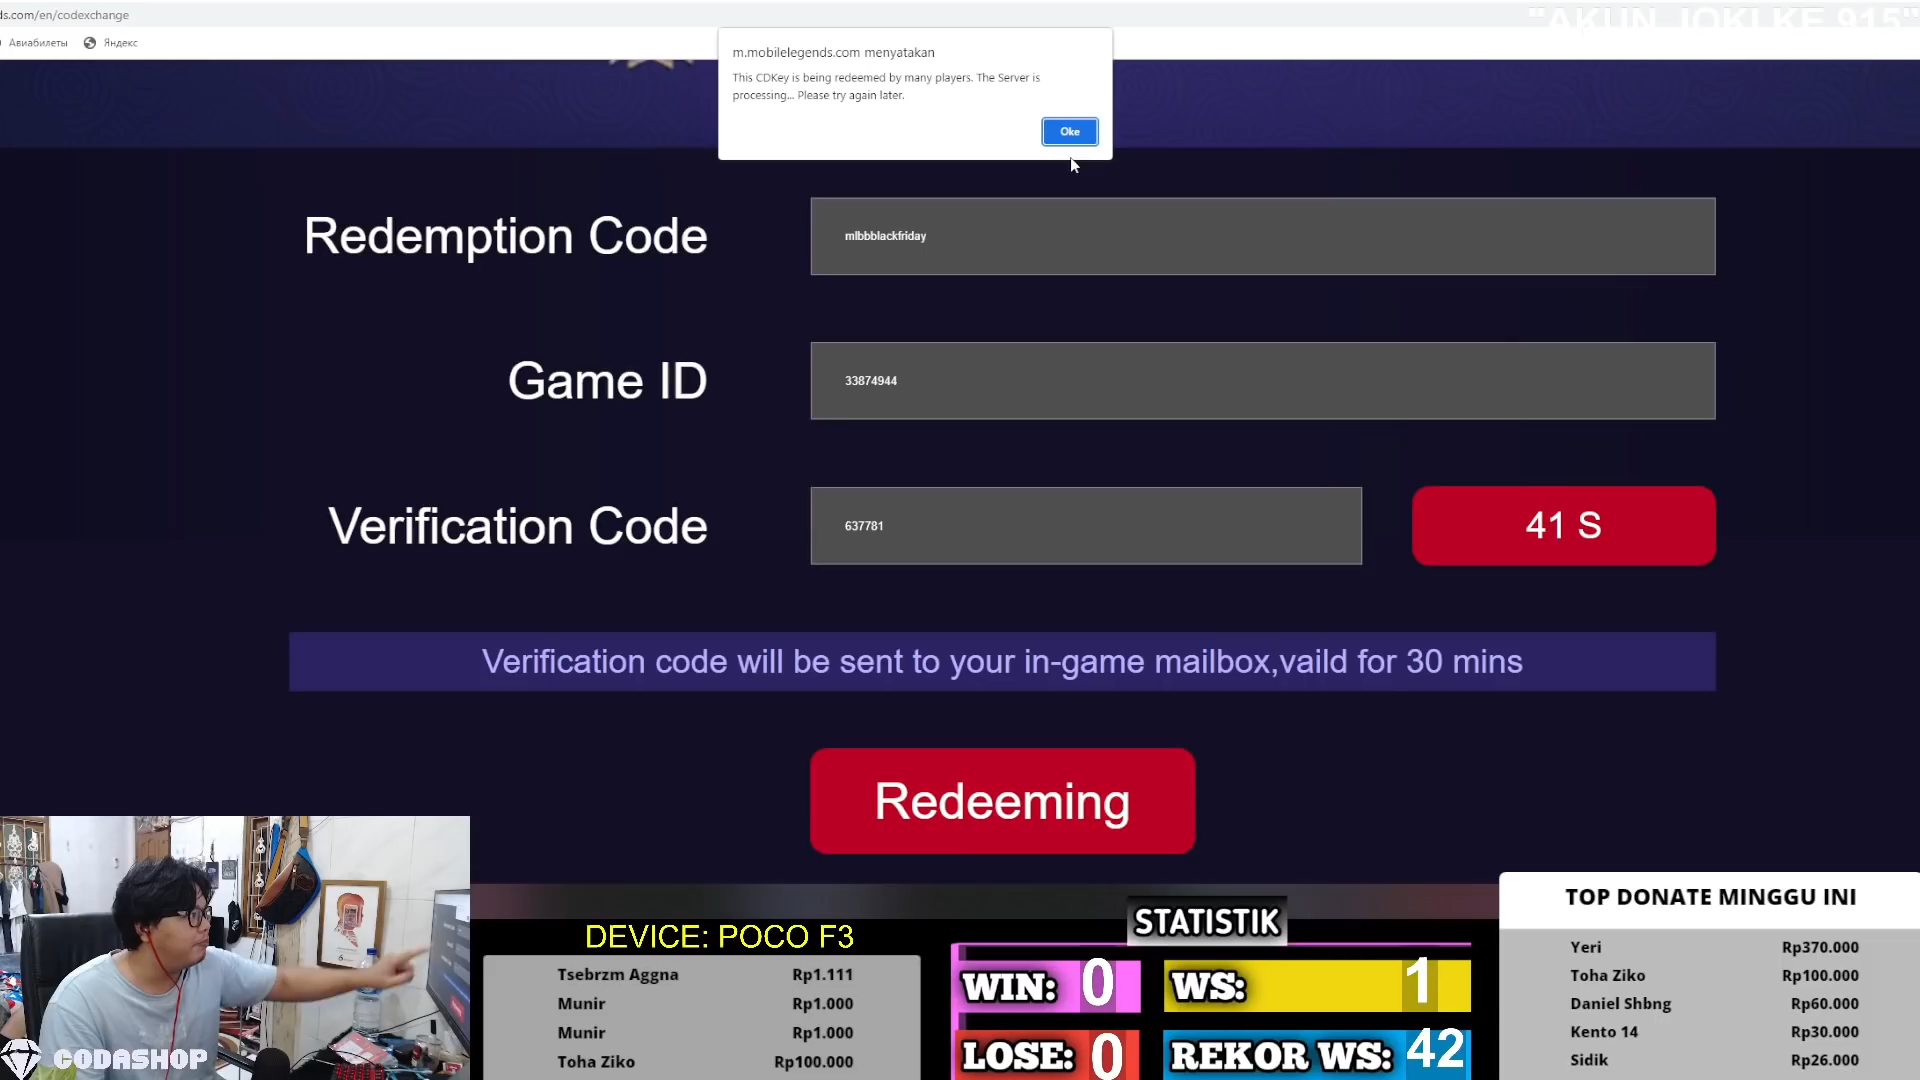 ds.com/en/codexchange
"AKUN JOKI KE 915"
Авиабилеты Яндекс
m.mobilelegends.com menyatakan
This CDKey is being redeemed by many players. The Server is
processing... Please try again later.
Oke
Redemption Code
mlbbblackfriday
Game ID
33874944
Verification Code
637781
41 S
Verification code will be sent to your in-game mailbox,vaild for 30 mins
Redeeming
DEVICE: POCO F3
Tsebrzm Aggna Rp1.111
Munir Rp1.000
Munir Rp1.000
Toha Ziko Rp100.000
STATISTIK
WIN: 0 WS: 1
LOSE: 0 REKOR WS: 42
TOP DONATE MINGGU INI
Yeri Rp370.000
Toha Ziko Rp100.000
Daniel Shbng Rp60.000
Kento 14 Rp30.000
Sidik Rp26.000
CODASHOP